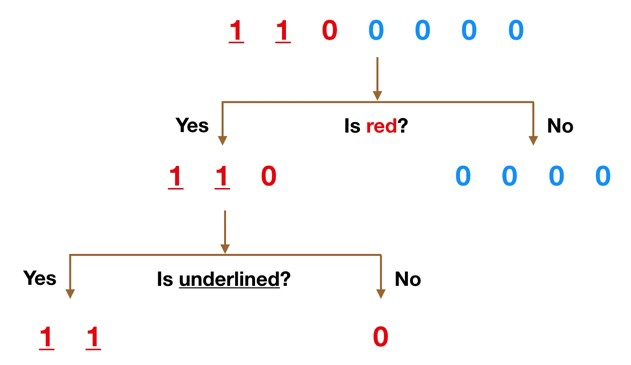 1 1 0 0 0 0 0
Yes Is red? No
1 1 0 0 0 0 0
Yes Is underlined? No
1 1 0